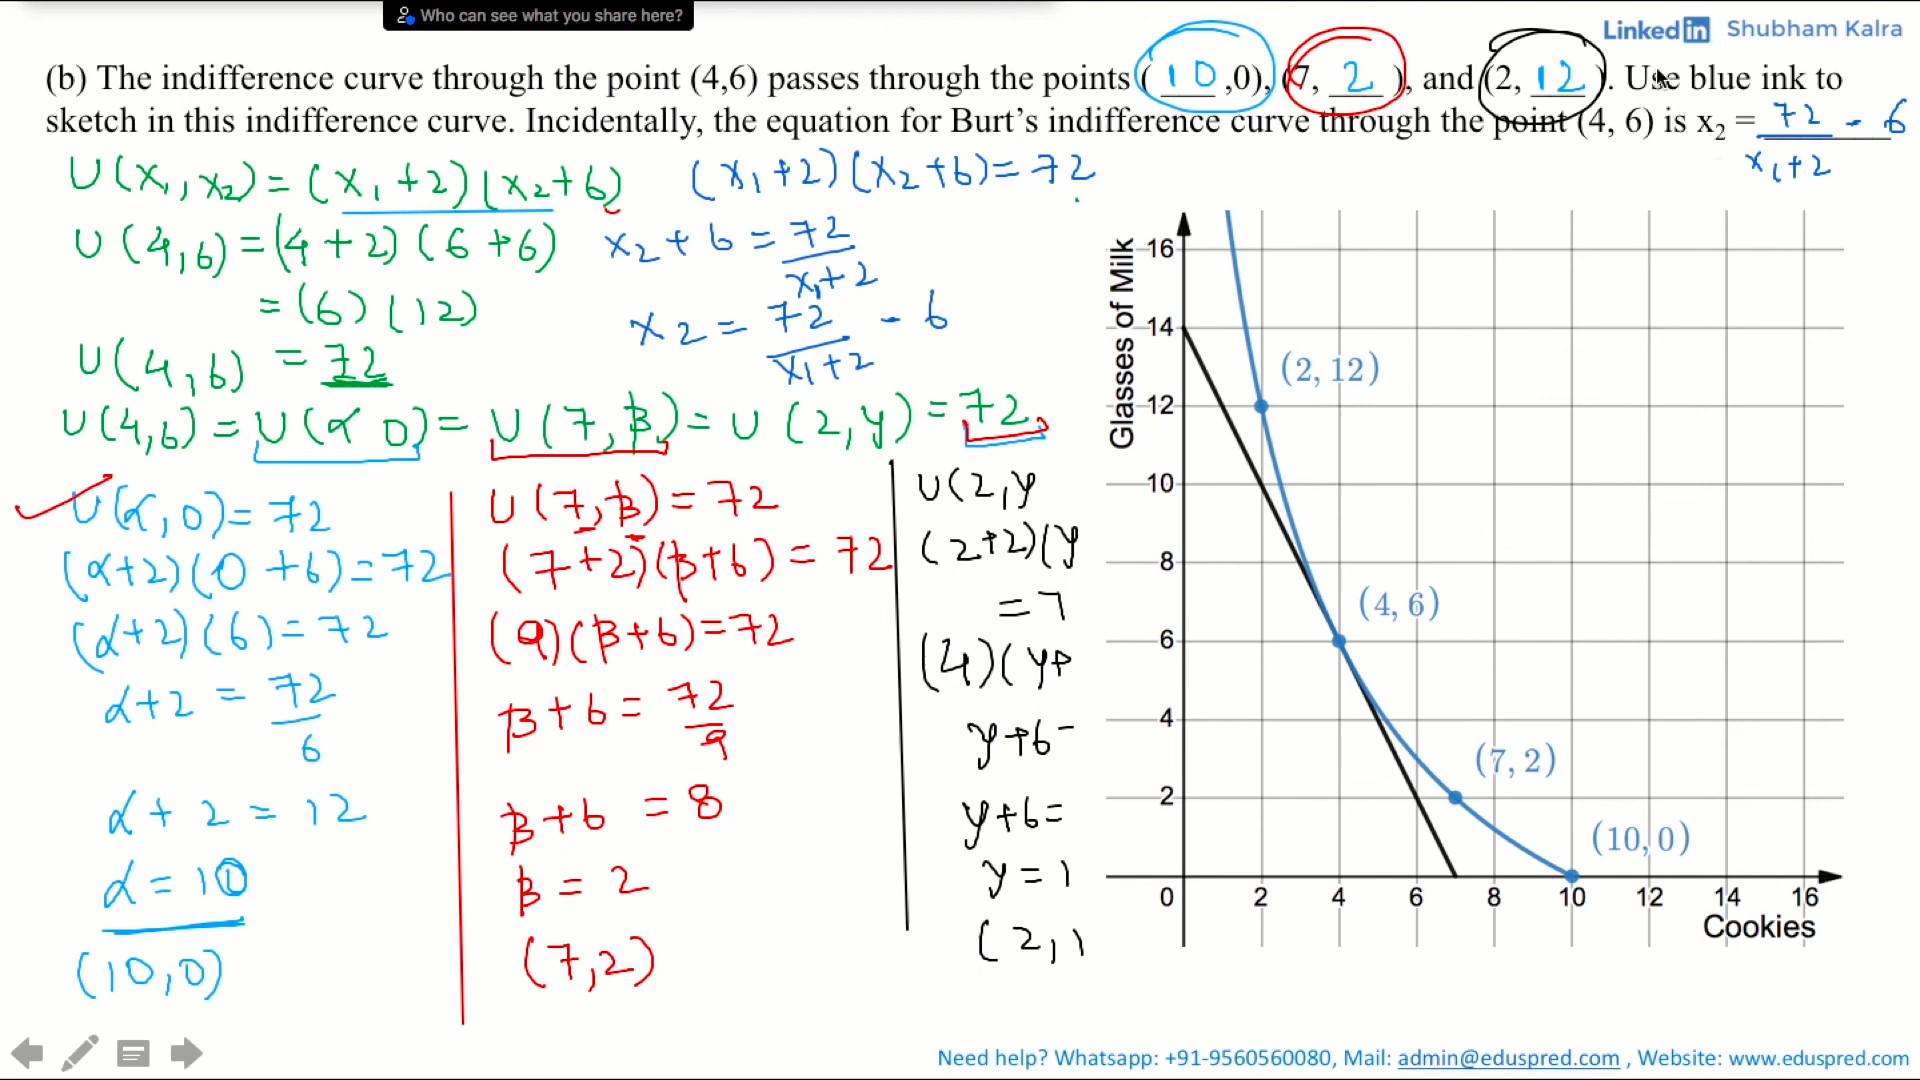 Who can see what you share here?
Linked in Shubham Kalra
(b) The indifference curve through the point (4,6) passes through the points ( 10 ,0), (7, 2 ), and (2, 12 ). Use blue ink to
sketch in this indifference curve. Incidentally, the equation for Burt's indifference curve through the point (4, 6) is x₂ = 72/(x₁+2) - 6
U(x₁, x₂) = (x₁ +2) (x₂+6)
U (4,6) = (4 +2) (6 +6)
= (6) (12)
U(4,6) = 72
(x₁+2) (x₂+6)=72
x₂ + 6 = 72/(x₁+2)
x₂ = 72/(x₁+2) - 6
U(4,6) = U(α 0) = U (7, β) = U (2,y) = 72
U(α,0)= 72
(α+2) (0 +6)=72
(α+2) (6)=72
α+2 = 72/6
α + 2 = 12
α = 10
(10,0)
U (7, β) = 72
(7+2)(β+6) = 72
(9)(β+6)=72
β+6 = 72/9
β+6 = 8
β = 2
(7,2)
U(2,y
(2+2)(y
= 7
(4)(y+
y+6=
y+6=
y = 1
(2,1
Glasses of Milk
16
14
12
10
8
6
4
2
0 2 4 6 8 10 12 14 16
Cookies
(2, 12)
(4, 6)
(7, 2)
(10, 0)
Need help? Whatsapp: +91-9560560080, Mail: admin@eduspred.com , Website: www.eduspred.com